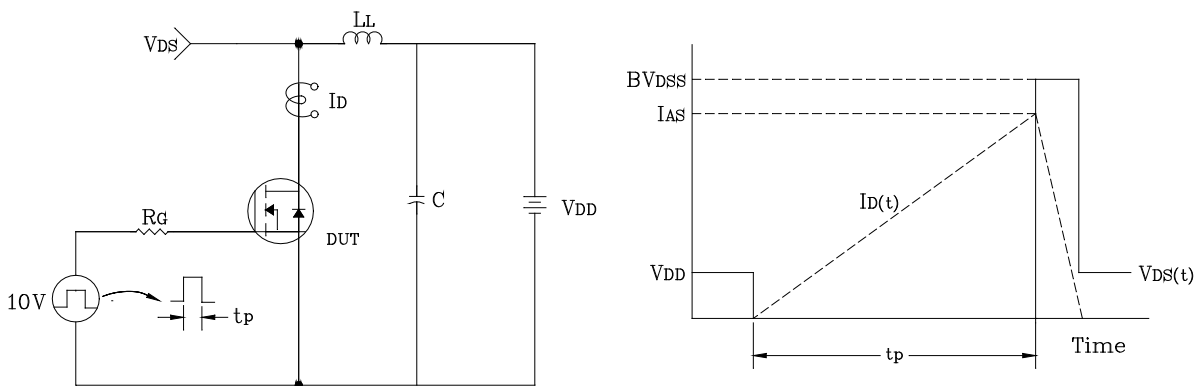 LL
VDS
ID
C
VDD
RG
DUT
10V
tp
BVDSS
IAS
ID(t)
VDD
VDS(t)
tp
Time